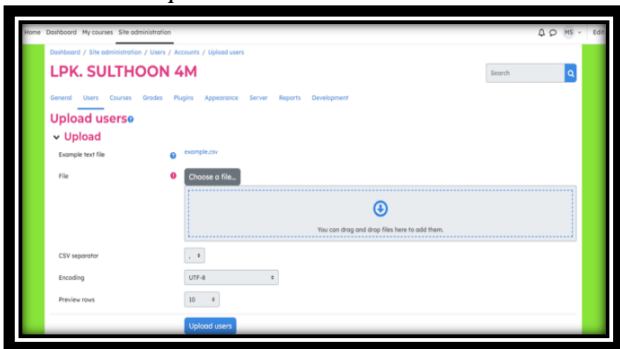 Home Dashboard My courses Site administration MS Edit
Dashboard / Site administration / Users / Accounts / Upload users
LPK. SULTHOON 4M
Search
General Users Courses Grades Plugins Appearance Server Reports Development
Upload users
Upload
Example text file example.csv
File Choose a file...
You can drag and drop files here to add them.
CSV separator ,
Encoding UTF-8
Preview rows 10
Upload users